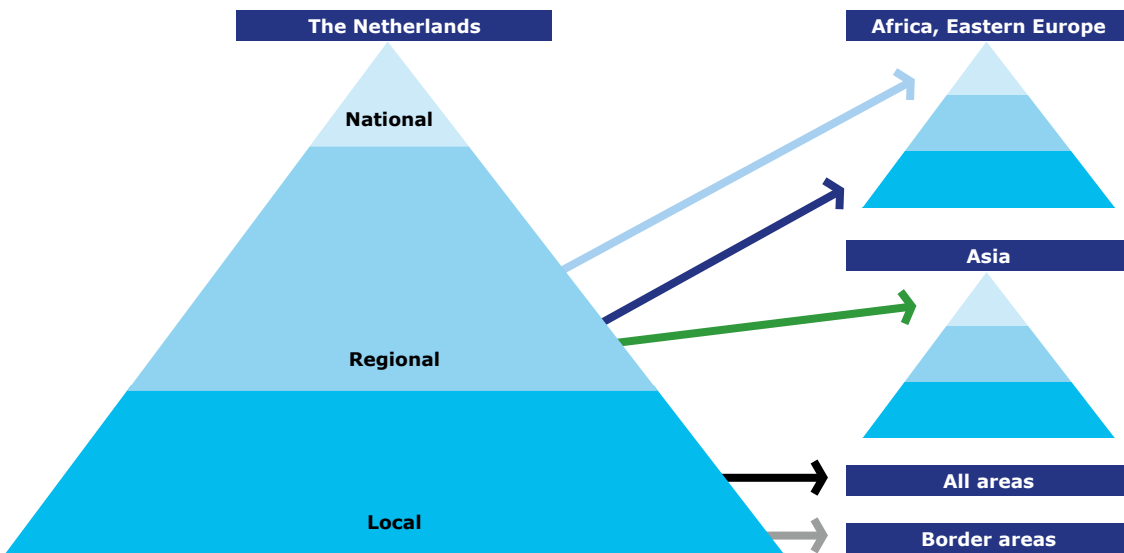 The Netherlands
National
Regional
Local
Africa, Eastern Europe
Asia
All areas
Border areas